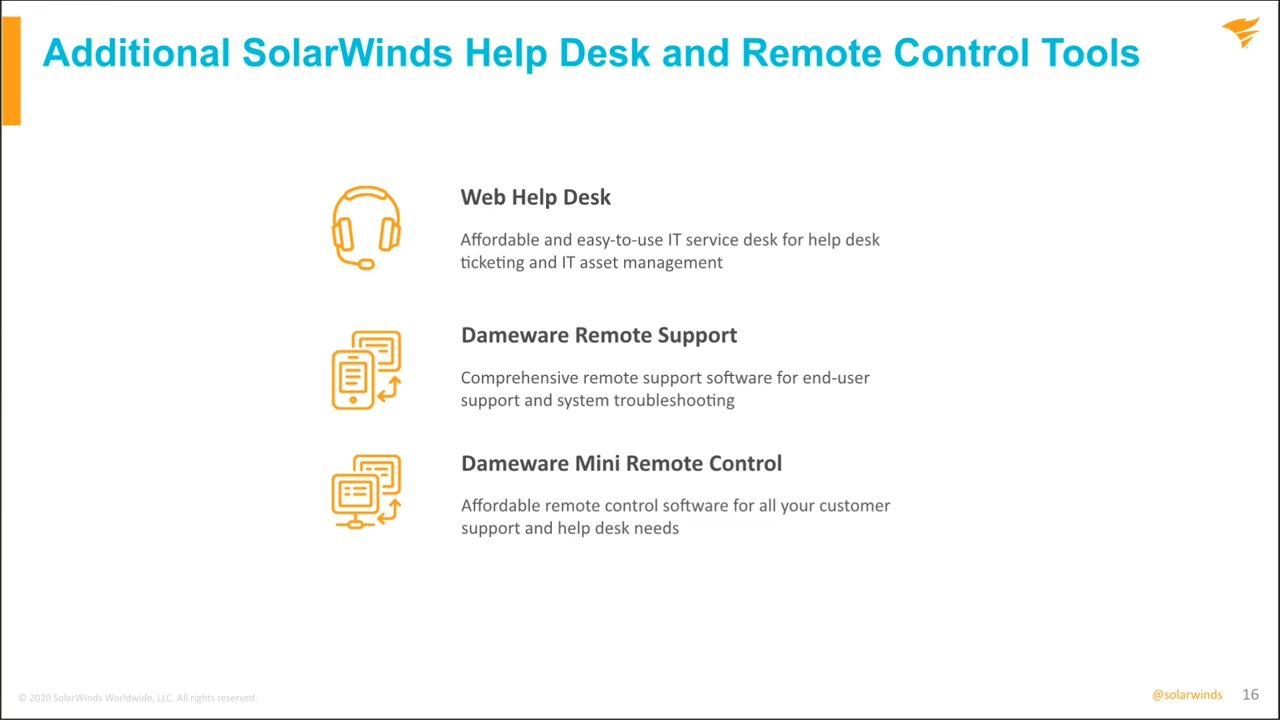 Additional SolarWinds Help Desk and Remote Control Tools
Web Help Desk
Affordable and easy-to-use IT service desk for help desk
ticketing and IT asset management
Dameware Remote Support
Comprehensive remote support software for end-user
support and system troubleshooting
Dameware Mini Remote Control
Affordable remote control software for all your customer
support and help desk needs
© 2020 SolarWinds Worldwide, LLC. All rights reserved.
@solarwinds 16